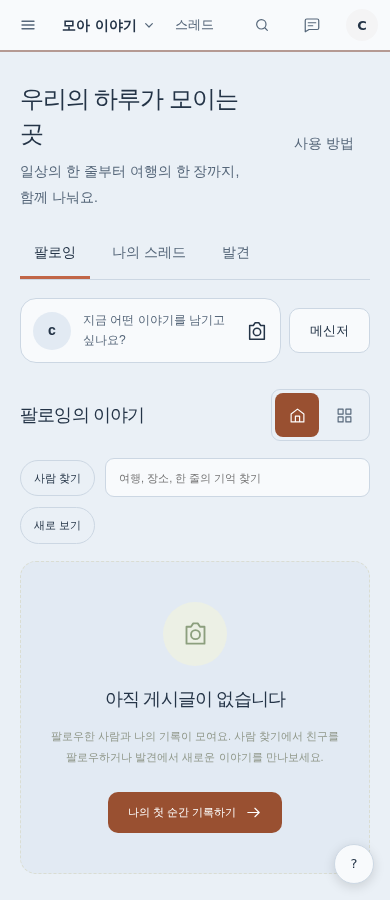 모아 이야기
스레드
C
우리의 하루가 모이는
곳
사용 방법
일상의 한 줄부터 여행의 한 장까지,
함께 나눠요.
팔로잉
나의 스레드
발견
c
지금 어떤 이야기를 남기고
싶나요?
메신저
팔로잉의 이야기
사람 찾기
여행, 장소, 한 줄의 기억 찾기
새로 보기
아직 게시글이 없습니다
팔로우한 사람과 나의 기록이 모여요. 사람 찾기에서 친구를
팔로우하거나 발견에서 새로운 이야기를 만나보세요.
나의 첫 순간 기록하기
?